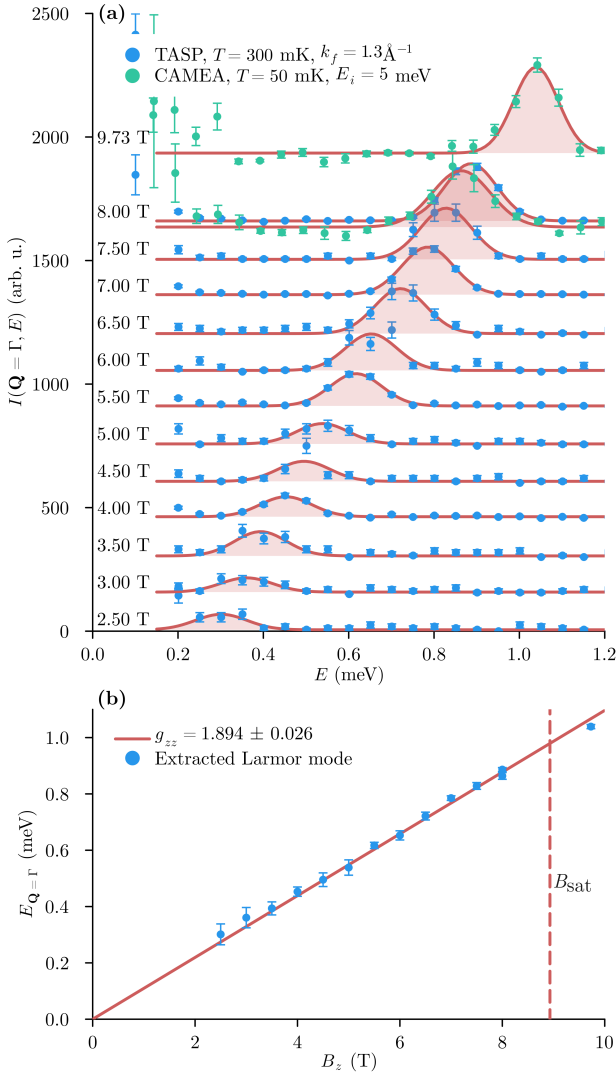 (a)
TASP, T = 300 mK, k_f = 1.3Å⁻¹
CAMEA, T = 50 mK, E_i = 5 meV
2500
2000
1500
1000
500
0
I(Q = Γ, E) (arb. u.)
9.73 T
8.00 T
7.50 T
7.00 T
6.50 T
6.00 T
5.50 T
5.00 T
4.50 T
4.00 T
3.50 T
3.00 T
2.50 T
0.0 0.2 0.4 0.6 0.8 1.0 1.2
E (meV)
(b)
g_zz = 1.894 ± 0.026
Extracted Larmor mode
1.0
0.8
0.6
0.4
0.2
0.0
E_Q = Γ (meV)
B_sat
0 2 4 6 8 10
B_z (T)